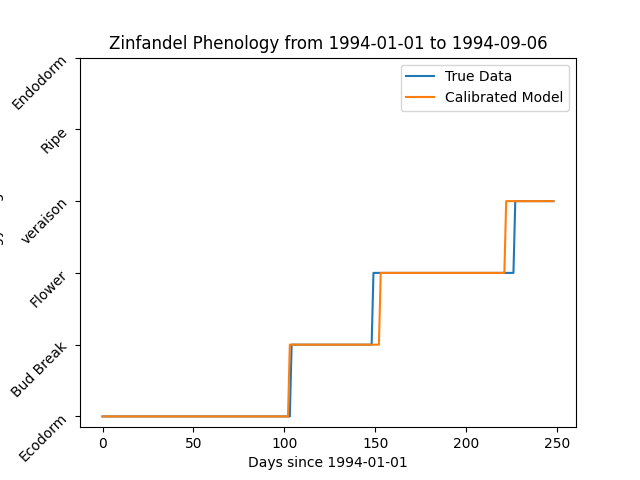 Zinfandel Phenology from 1994-01-01 to 1994-09-06
True Data
Calibrated Model
Endodorm
Ripe
veraison
Flower
Bud Break
Ecodorm
0 50 100 150 200 250
Days since 1994-01-01